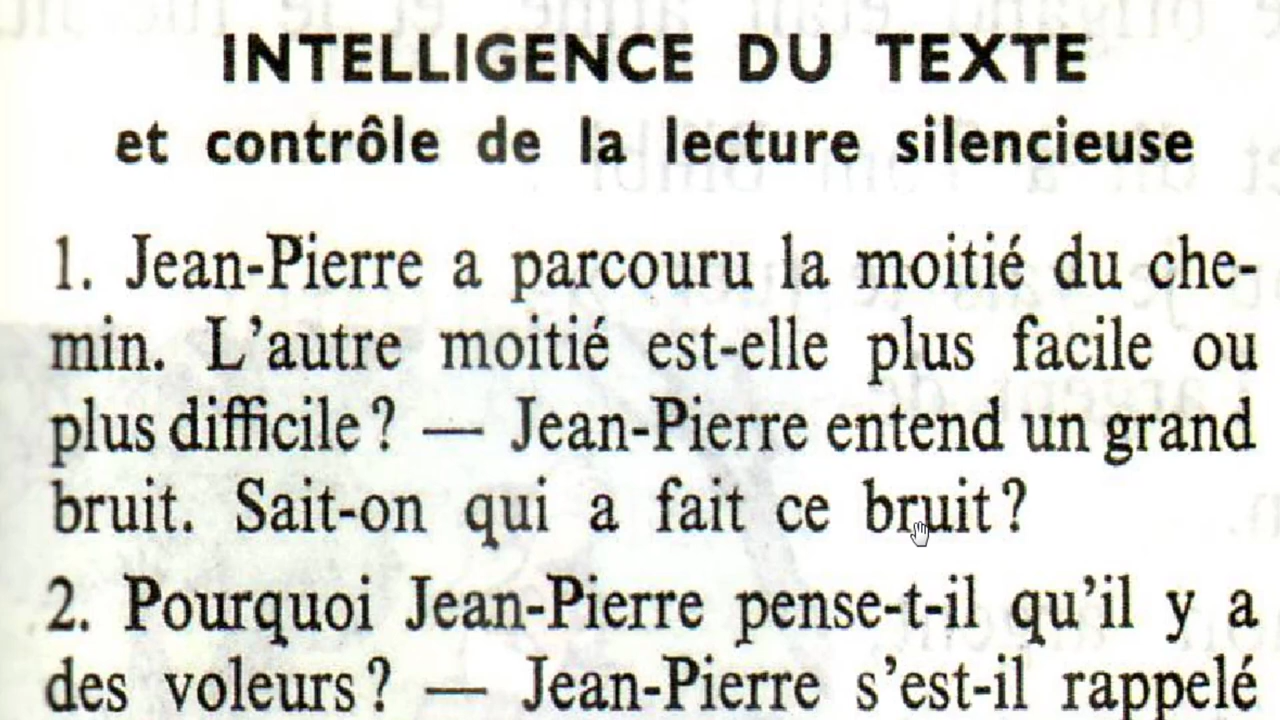 INTELLIGENCE DU TEXTE
et contrôle de la lecture silencieuse
1. Jean-Pierre a parcouru la moitié du che-
min. L'autre moitié est-elle plus facile ou
plus difficile ? — Jean-Pierre entend un grand
bruit. Sait-on qui a fait ce bruit ?
2. Pourquoi Jean-Pierre pense-t-il qu'il y a
des voleurs ? — Jean-Pierre s'est-il rappelé